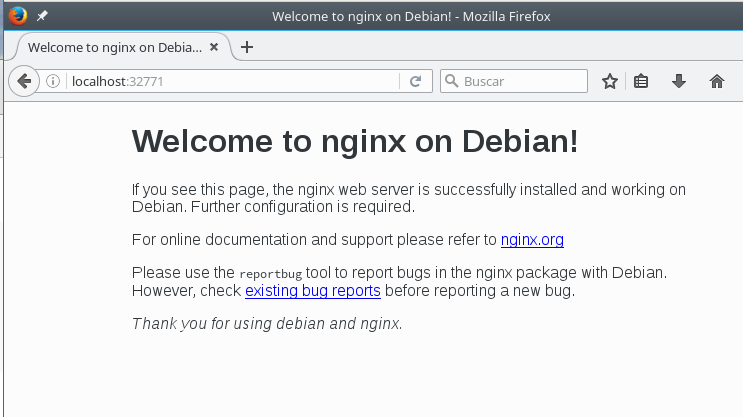 Welcome to nginx on Debian! - Mozilla Firefox
Welcome to nginx on Debia...
localhost:32771
Buscar
Welcome to nginx on Debian!
If you see this page, the nginx web server is successfully installed and working on
Debian. Further configuration is required.
For online documentation and support please refer to nginx.org
Please use the reportbug tool to report bugs in the nginx package with Debian.
However, check existing bug reports before reporting a new bug.
Thank you for using debian and nginx.